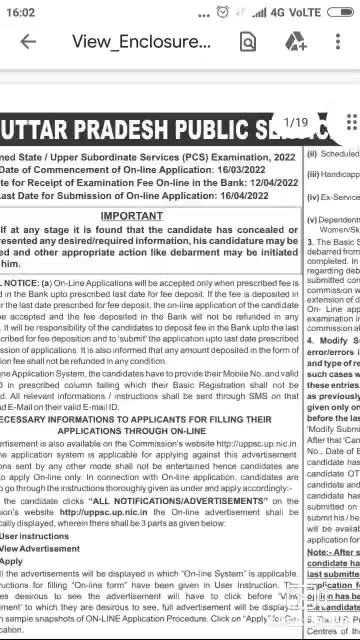 16:02
... 4G VoLTE
View_Enclosure...
1/19
UTTAR PRADESH PUBLIC SE
ned State / Upper Subordinate Services (PCS) Examination, 2022
Date of Commencement of On-line Application: 16/03/2022
te for Receipt of Examination Fee On-line in the Bank: 12/04/2022
Last Date for Submission of On-line Application: 16/04/2022
IMPORTANT
If at any stage it is found that the candidate has concealed or
resented any desired/required information, his candidature may be
d and other appropriate action like debarment may be initiated
him.
L NOTICE: (a) On-Line Applications will be accepted only when prescribed fee is
d in the Bank upto prescribed last date for fee deposit. If the fee is deposited in
r the last date prescribed for fee deposit, the on-line application of the candidate
be accepted and the fee deposited in the Bank will not be refunded in any
. It will be responsibility of the candidates to deposit fee in the Bank upto the last
cribed for fee deposition and to 'submit' the application upto last date prescribed
ssion of applications. It is also informed that any amount deposited in the form of
on fee shall not be refunded in any condition.
ne Application System, the candidates have to provide their Mobile No. and valid
D in prescribed column failing which their Basic Registration shall not be
d. All relevant informations / instructions shall be sent through SMS on that
d E-Mail on their valid E-mail ID.
ECESSARY INFORMATIONS TO APPLICANTS FOR FILLING THEIR
APPLICATIONS THROUGH ON-LINE
ertisement is also available on the Commission's website http://uppsc.up.nic.in
ne application system is applicable for applying against this advertisement.
ons sent by any other mode shall not be entertained hence candidates are
to apply On-line only. In connection with On-line application, candidates are
o go through the instructions thoroughly given as under and apply accordingly:-
the candidate clicks "ALL NOTIFICATIONS/ADVERTISEMENTS" on the
sion's website http://uppsc.up.nic.in the On-line advertisement shall be
cally displayed, wherein there shall be 3 parts as given below:
User instructions
View Advertisement
Apply
ll the advertisements will be displayed in which "On-line System" is applicable.
ructions for filling "On-line form" have been given in User Instruction. The
es desirous to see the advertisement will have to click before 'View
ement' to which they are desirous to see, full advertisement will be displayed
h sample snapshots of ON-LINE Application Procedure. Click on "Apply" for
cation.
(ii) Scheduled
(iii) Handicapp
(iv) Ex-Service
(v) Dependents
Women/Sk
3. The Basic S
debarred from
completed. In
regarding deb
submitted con
commission w
extension of d
On- Line appl
examination i
commission al
4. Modify S
error/errors i
and type of re
such cases w
these entries.
as previously
given only on
before the las
'Modify Submi
After that 'Can
No., Date of E
candidate has
candidate OT
candidate and
candidate has
submitted on
submit his / he
will be availab
application for
Note:- After s
condidate has
last submitted
application fo
ion has been
the candidate
Centres of th